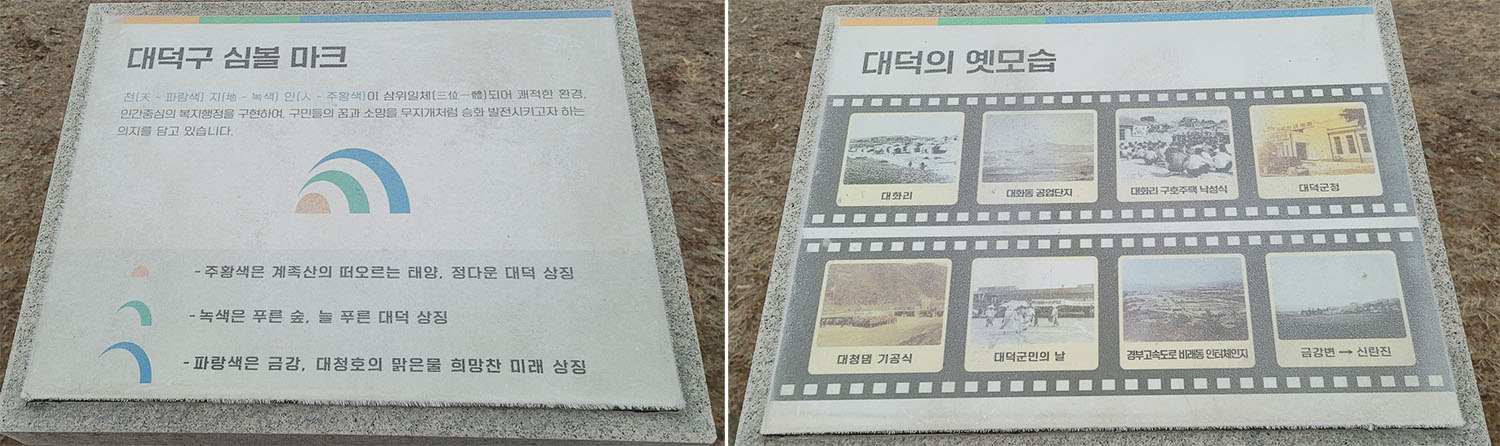 대덕구 심볼 마크
천(天 - 파랑색) 지(地 - 녹색) 인(人 - 주황색)이 삼위일체(三位一體)되어 쾌적한 환경,
인간중심의 복지행정을 구현하여, 구민들의 꿈과 소망을 무지개처럼 승화 발전시키고자 하는
의지를 담고 있습니다.
-주황색은 계족산의 떠오르는 태양, 정다운 대덕 상징
-녹색은 푸른 숲, 늘 푸른 대덕 상징
-파랑색은 금강, 대청호의 맑은물 희망찬 미래 상징
대덕의 옛모습
대화리
대화동 공업단지
대화리 구호주택 낙성식
대덕군청
대청댐 기공식
대덕군민의 날
경부고속도로 비래동 인터체인지
금강변 → 신탄진